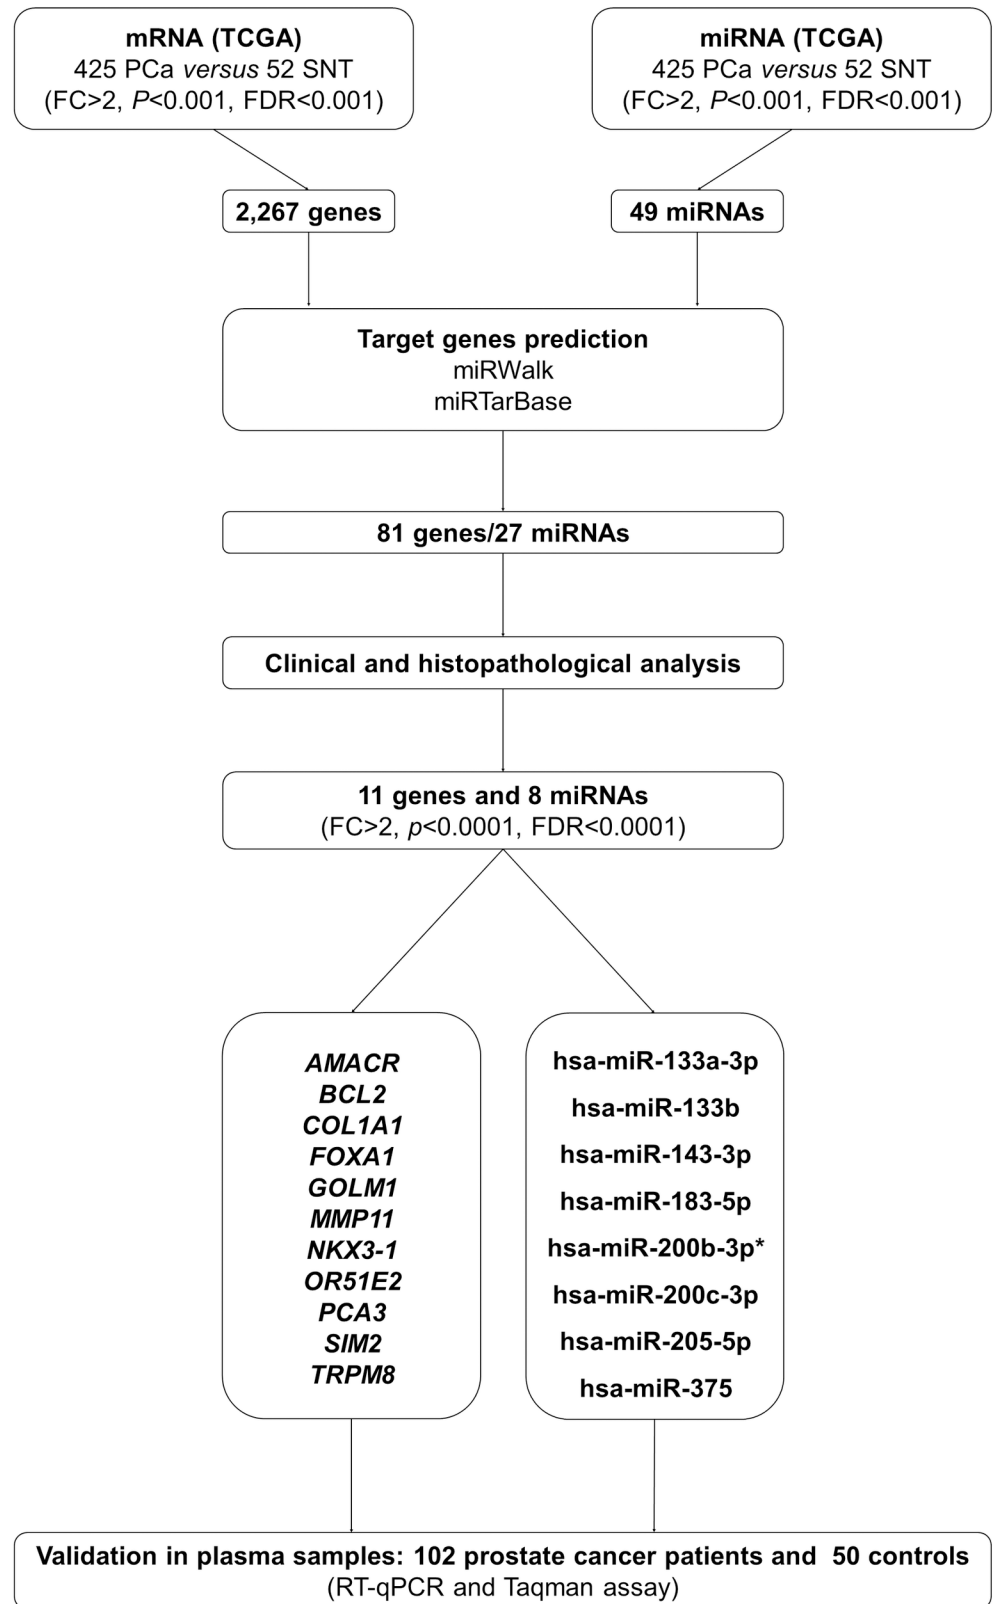 mRNA (TCGA)
425 PCa versus 52 SNT
(FC>2, P<0.001, FDR<0.001)
miRNA (TCGA)
425 PCa versus 52 SNT
(FC>2, P<0.001, FDR<0.001)
2,267 genes
49 miRNAs
Target genes prediction
miRWalk
miRTarBase
81 genes/27 miRNAs
Clinical and histopathological analysis
11 genes and 8 miRNAs
(FC>2, p<0.0001, FDR<0.0001)
AMACR
BCL2
COL1A1
FOXA1
GOLM1
MMP11
NKX3-1
OR51E2
PCA3
SIM2
TRPM8
hsa-miR-133a-3p
hsa-miR-133b
hsa-miR-143-3p
hsa-miR-183-5p
hsa-miR-200b-3p*
hsa-miR-200c-3p
hsa-miR-205-5p
hsa-miR-375
Validation in plasma samples: 102 prostate cancer patients and 50 controls
(RT-qPCR and Taqman assay)